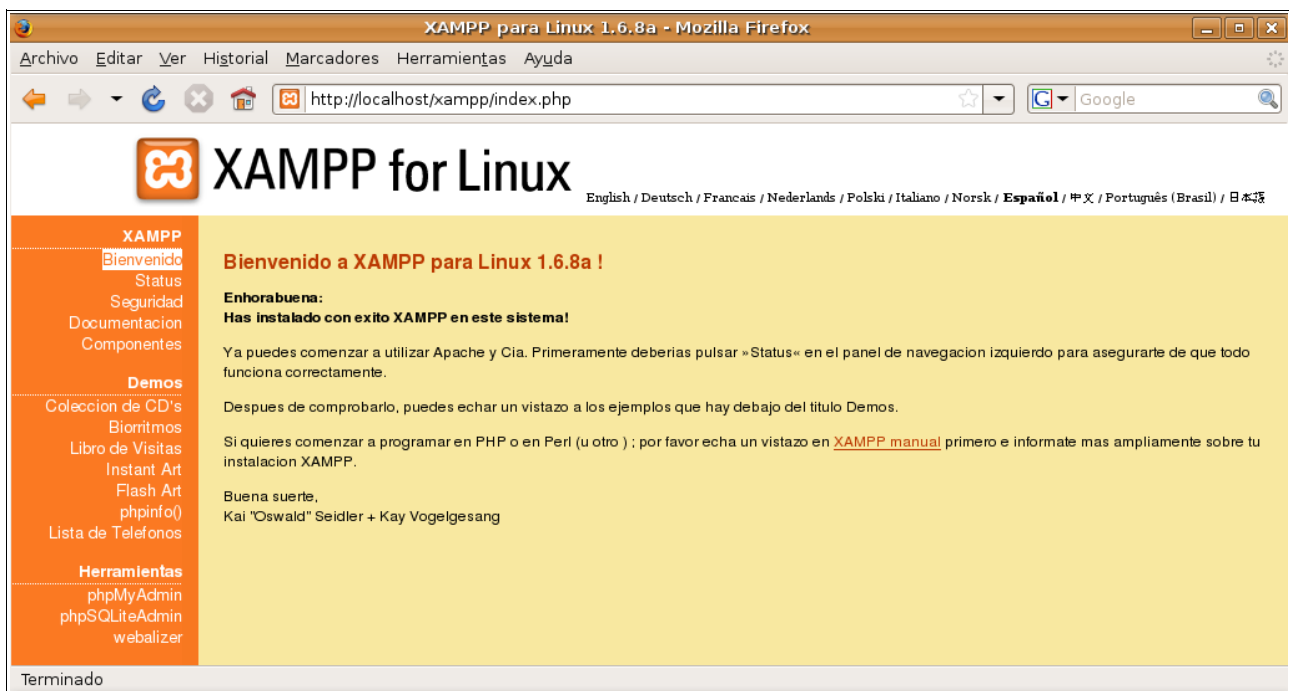 XAMPP para Linux 1.6.8a - Mozilla Firefox
Archivo Editar Ver Historial Marcadores Herramientas Ayuda
http://localhost/xampp/index.php
G Google
XAMPP for Linux
English / Deutsch / Francais / Nederlands / Polski / Italiano / Norsk / Español / 中文 / Português (Brasil) / 日本語
XAMPP
Bienvenido
Status
Seguridad
Documentacion
Componentes
Demos
Coleccion de CD's
Biorritmos
Libro de Visitas
Instant Art
Flash Art
phpinfo()
Lista de Telefonos
Herramientas
phpMyAdmin
phpSQLiteAdmin
webalizer
Bienvenido a XAMPP para Linux 1.6.8a !
Enhorabuena:
Has instalado con exito XAMPP en este sistema!
Ya puedes comenzar a utilizar Apache y Cia. Primeramente deberias pulsar »Status« en el panel de navegacion izquierdo para asegurarte de que todo
funciona correctamente.
Despues de comprobarlo, puedes echar un vistazo a los ejemplos que hay debajo del titulo Demos.
Si quieres comenzar a programar en PHP o en Perl (u otro ) ; por favor echa un vistazo en XAMPP manual primero e informate mas ampliamente sobre tu
instalacion XAMPP.
Buena suerte,
Kai "Oswald" Seidler + Kay Vogelgesang
Terminado